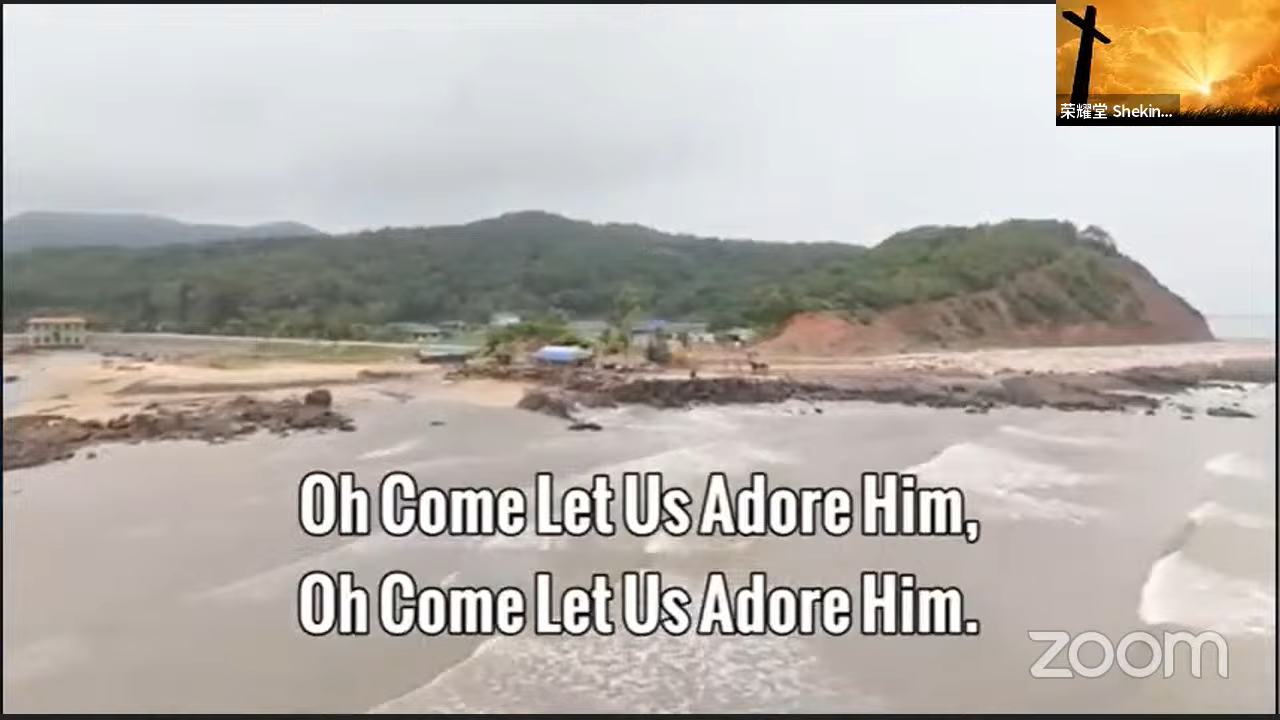 荣耀堂 Shekin...
Oh Come Let Us Adore Him,
Oh Come Let Us Adore Him.
zoom